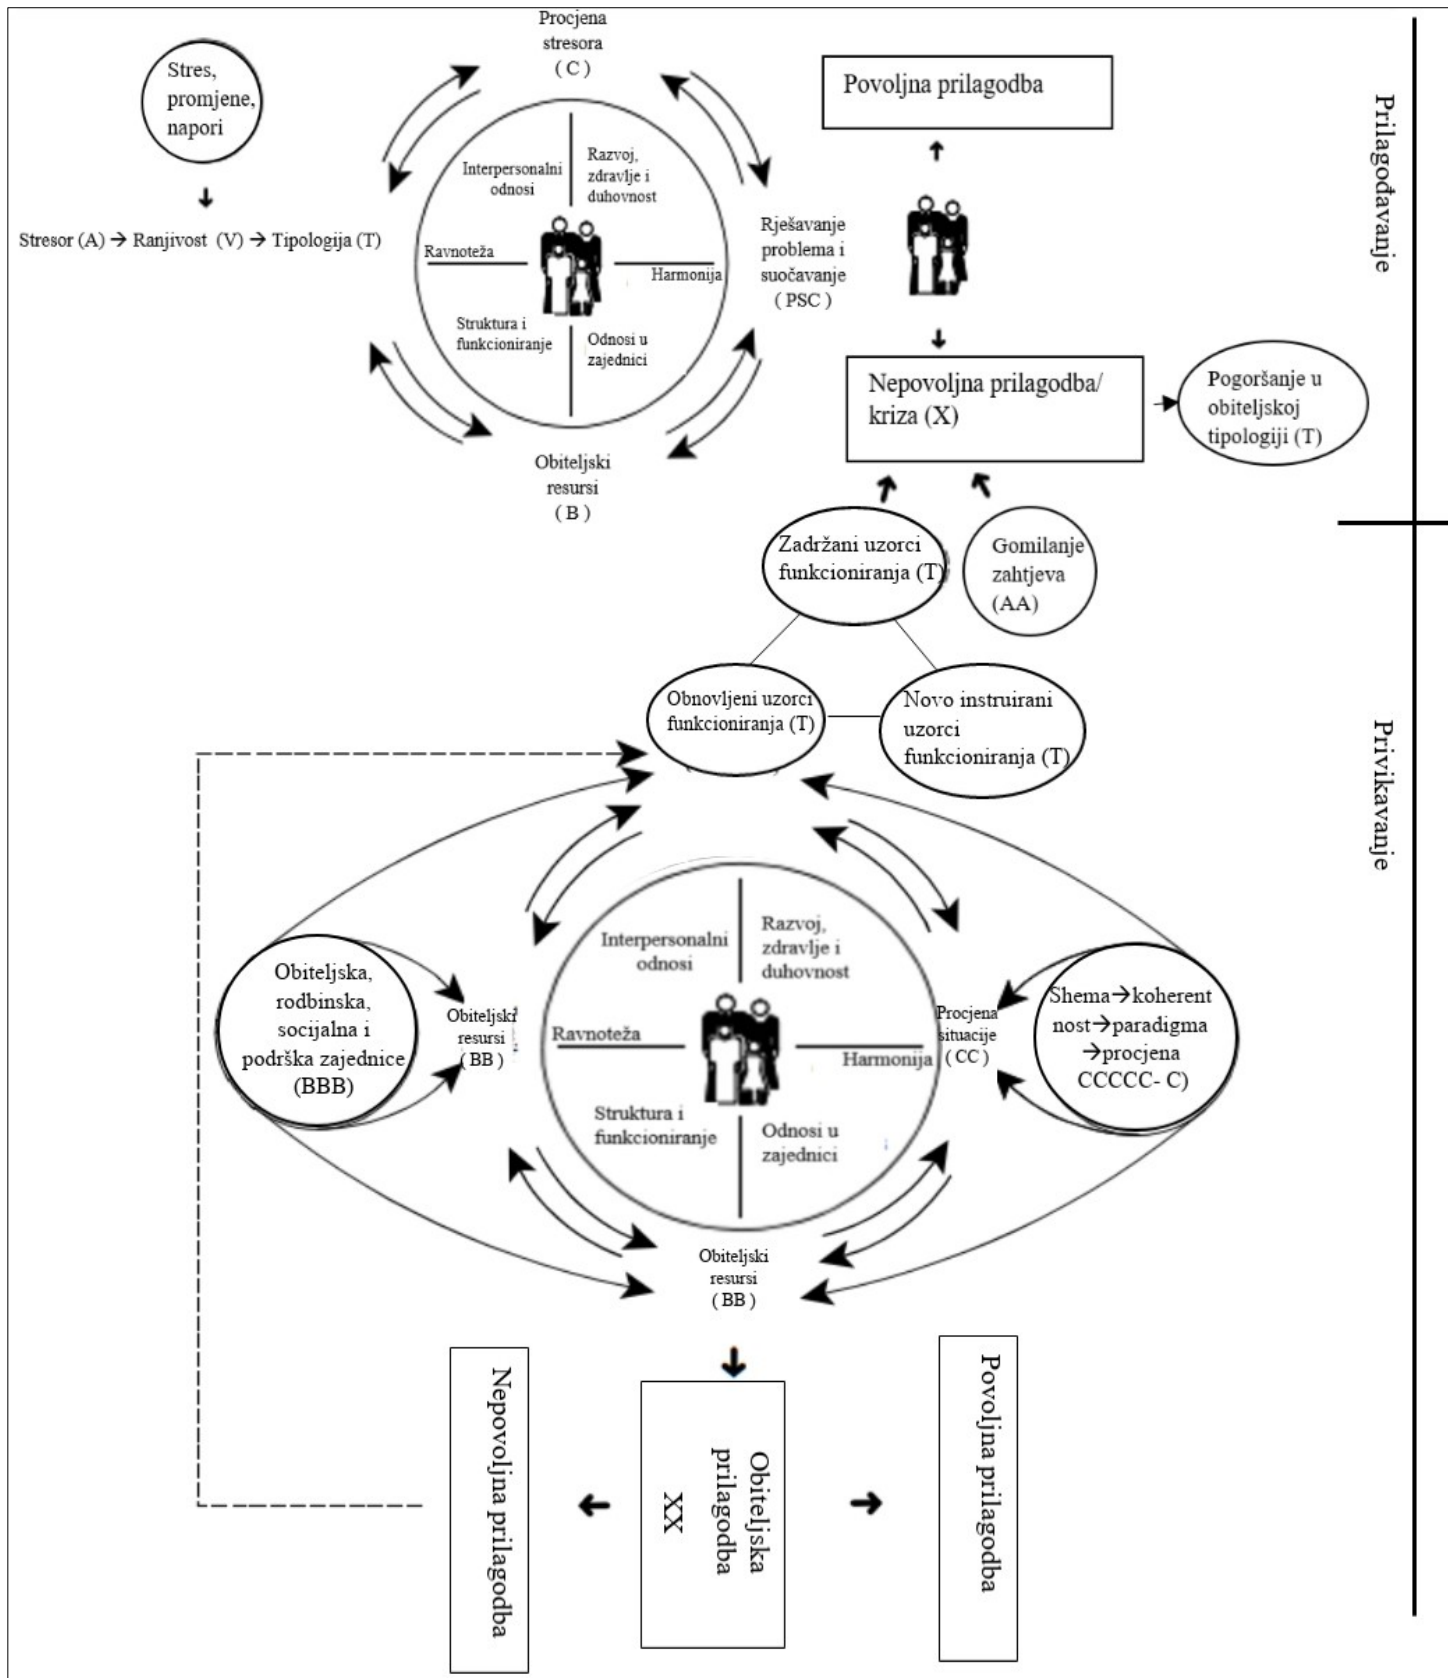 Procjena
stresora
( C )
Stres,
promjene,
napori
Stresor (A) → Ranjivost (V) → Tipologija (T)
Interpersonalni
odnosi
Razvoj,
zdravlje i
duhovnost
Ravnoteža
Harmonija
Struktura i
funkcioniranje
Odnosi u
zajednici
Rješavanje
problema i
suočavanje
( PSC )
Obiteljski
resursi
( B )
Povoljna prilagodba
Nepovoljna prilagodba/
kriza (X)
Pogoršanje u
obiteljskoj
tipologiji (T)
Prilagođavanje
Zadržani uzorci
funkcioniranja (T)
Gomilanje
zahtjeva
(AA)
Obnovljeni uzorci
funkcioniranja (T)
Novo instruirani
uzorci
funkcioniranja (T)
Privikavanje
Obiteljska,
rodbinska,
socijalna i
podrška zajednice
(BBB)
Obiteljski
resursi
( BB )
Interpersonalni
odnosi
Razvoj,
zdravlje i
duhovnost
Ravnoteža
Harmonija
Struktura i
funkcioniranje
Odnosi u
zajednici
Procjena
situacije
( CC )
Shema→koherent
nost→paradigma
→procjena
CCCCC- C)
Obiteljski
resursi
( BB )
Nepovoljna prilagodba
Obiteljska
prilagodba
XX
Povoljna prilagodba